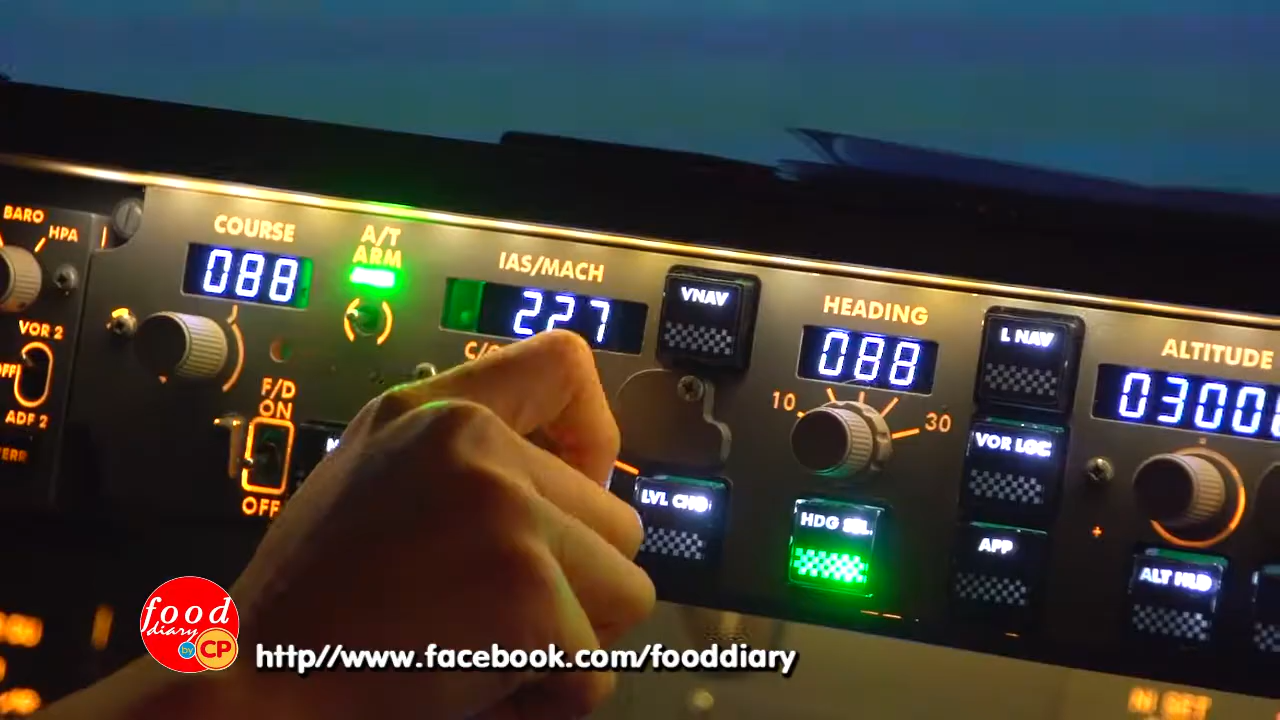 BARO
HPA
VOR 2
OFF
ADF 2
COURSE
088
A/T
ARM
F/D
ON
OFF
IAS/MACH
227
VNAV
LVL CHG
HEADING
088
10
30
HDG SEL
L NAV
VOR LOC
APP
ALTITUDE
0300
ALT HLD
food
diary
by CP
http//www.facebook.com/fooddiary